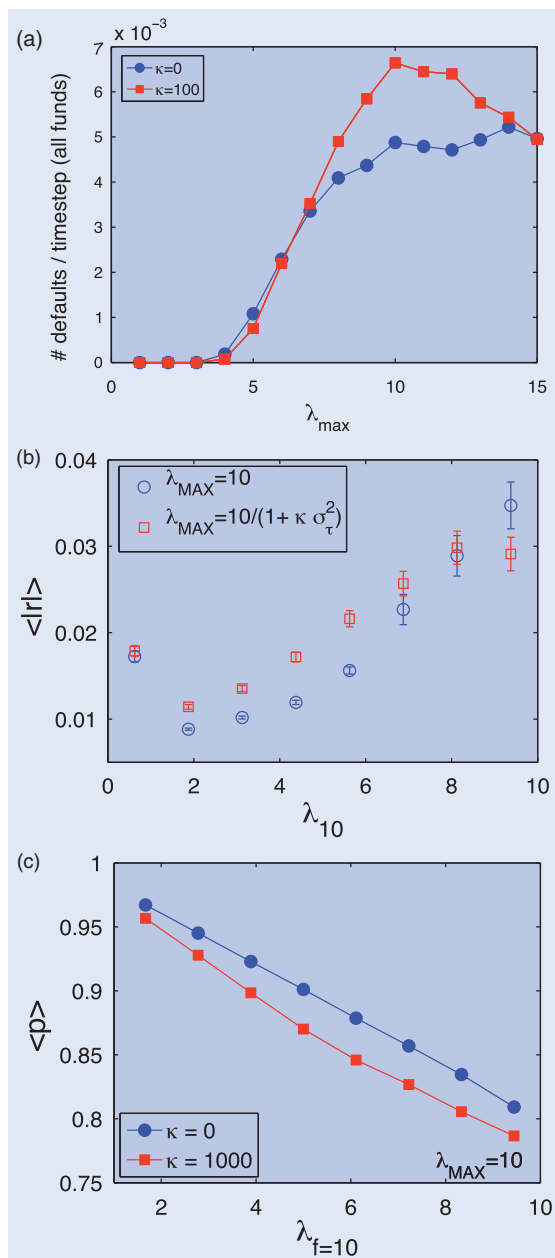 (a)
x 10⁻³
7
6
5
4
3
2
1
0
κ=0
κ=100
# defaults / timestep (all funds)
0 5 10 15
λmax
(b)
0.04
0.03
0.02
0.01
λMAX=10
λMAX=10/(1+ κ στ²)
<|r|>
0 2 4 6 8 10
λ10
(c)
1
0.95
0.9
0.85
0.8
0.75
<p>
κ = 0
κ = 1000
λMAX=10
2 4 6 8 10
λf=10